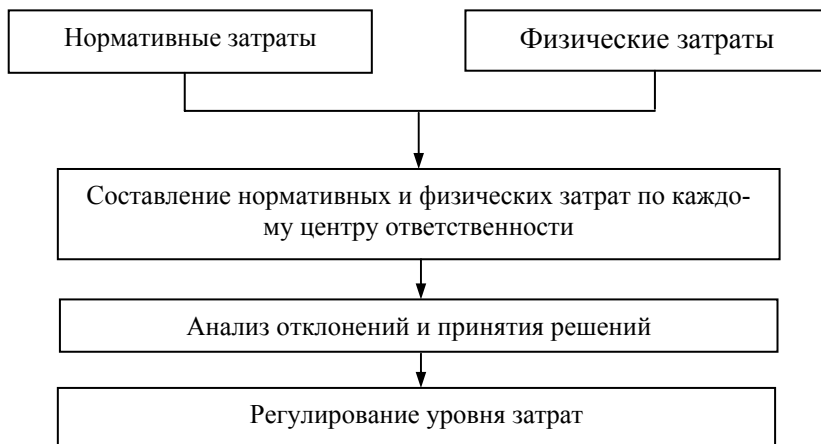 Нормативные затраты
Физические затраты
Составление нормативных и физических затрат по каждо-
му центру ответственности
Анализ отклонений и принятия решений
Регулирование уровня затрат